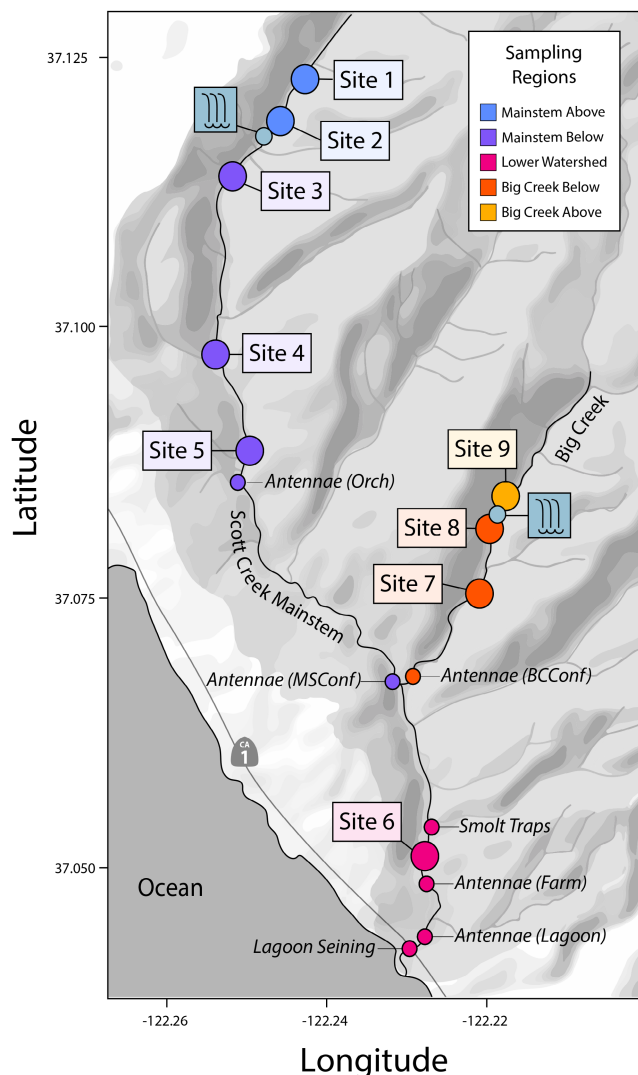 37.125
37.100
37.075
37.050
Latitude
-122.26
-122.24
-122.22
Longitude
Sampling
Regions
Mainstem Above
Mainstem Below
Lower Watershed
Big Creek Below
Big Creek Above
Site 1
Site 2
Site 3
Site 4
Site 5
Antennae (Orch)
Scott Creek Mainstem
Big Creek
Site 9
Site 8
Site 7
Antennae (MSConf)
Antennae (BCConf)
CA
1
Site 6
Smolt Traps
Antennae (Farm)
Ocean
Antennae (Lagoon)
Lagoon Seining